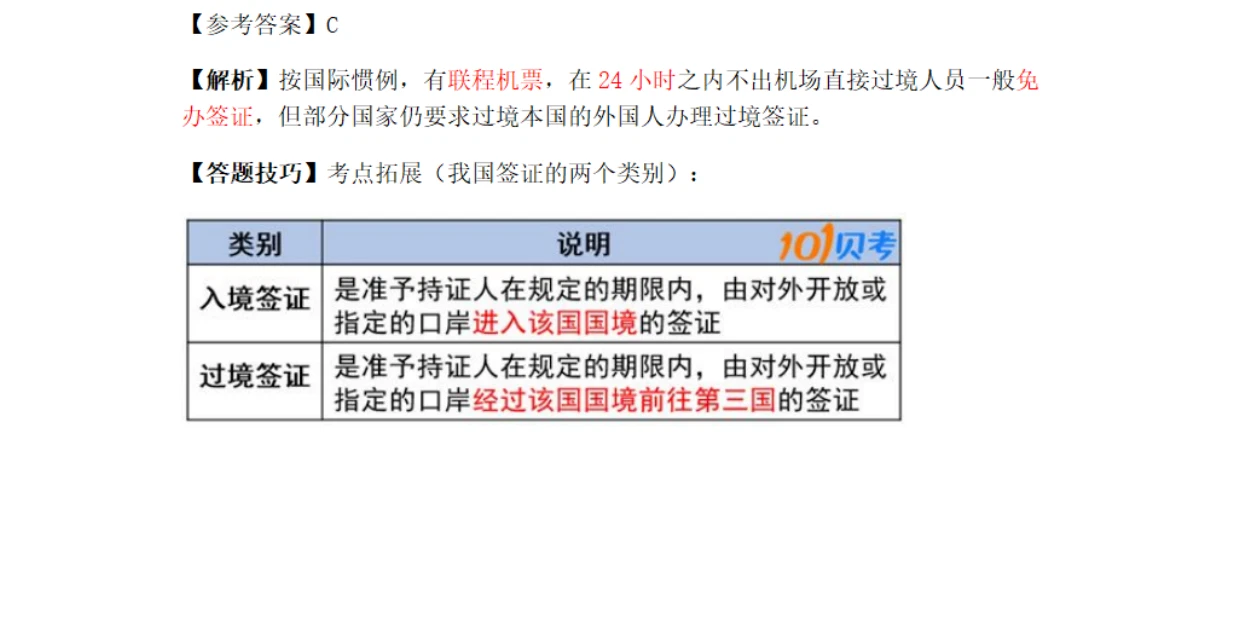 【参考答案】C
【解析】按国际惯例，有联程机票，在 24 小时之内不出机场直接过境人员一般免
办签证，但部分国家仍要求过境本国的外国人办理过境签证。
【答题技巧】考点拓展（我国签证的两个类别）：
类别 说明 101贝考
入境签证 是准予持证人在规定的期限内，由对外开放或
指定的口岸进入该国国境的签证
过境签证 是准予持证人在规定的期限内，由对外开放或
指定的口岸经过该国国境前往第三国的签证